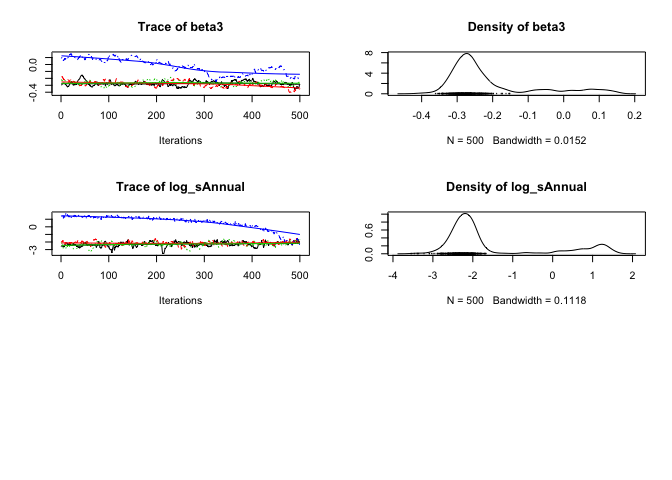 Trace of beta3
0.0
-0.4
0 100 200 300 400 500
Iterations
Density of beta3
8
4
0
-0.4 -0.3 -0.2 -0.1 0.0 0.1 0.2
N = 500 Bandwidth = 0.0152
Trace of log_sAnnual
0
-3
0 100 200 300 400 500
Iterations
Density of log_sAnnual
0.6
0.0
-4 -3 -2 -1 0 1 2
N = 500 Bandwidth = 0.1118